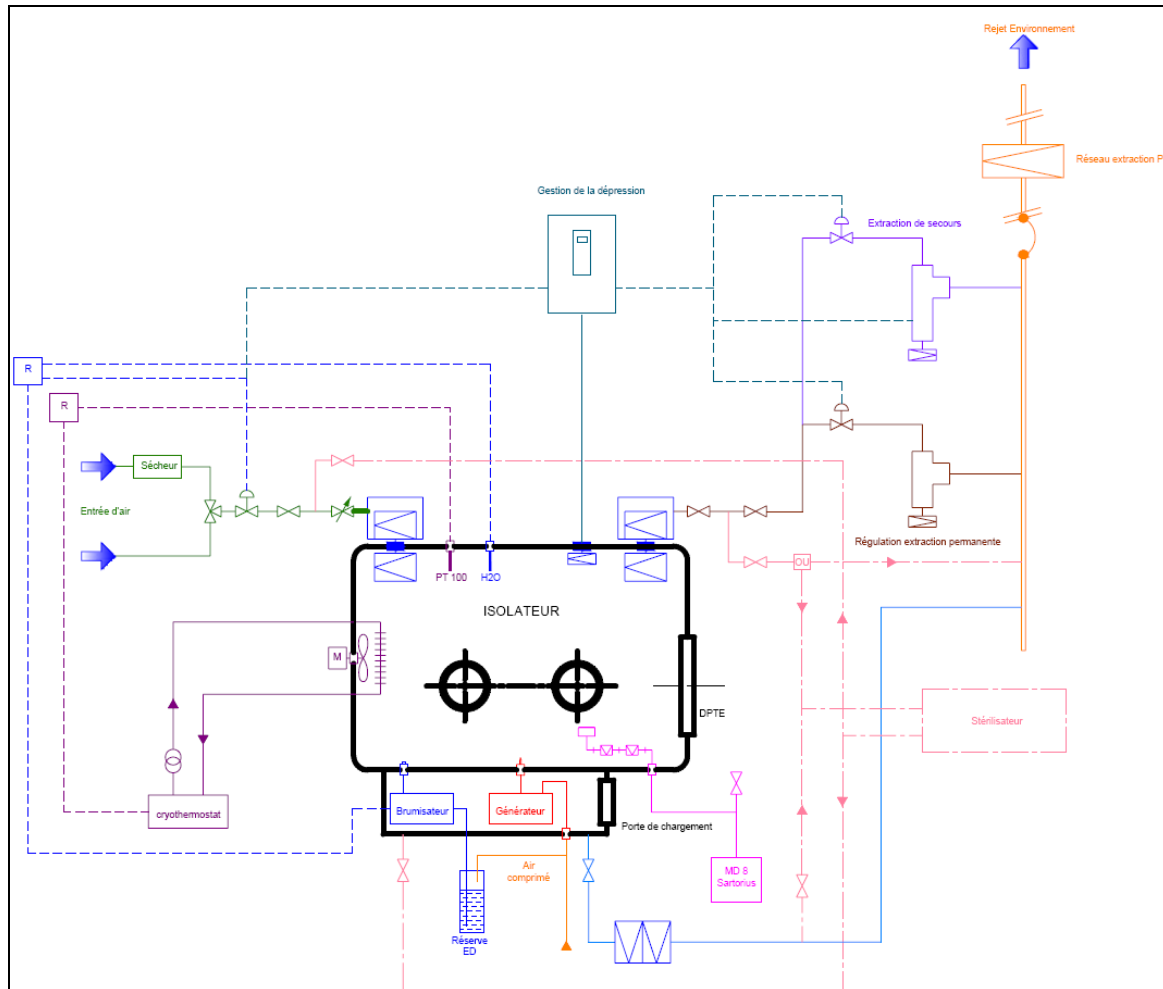 Rejet Environnement
Réseau extraction P
Gestion de la dépression
Extraction de secours
R
R
Sécheur
Entrée d'air
PT 100
H2O
Régulation extraction permanente
OU
ISOLATEUR
M
DPTE
Stérilisateur
cryothermostat
Brumisateur
Générateur
Porte de chargement
Air
comprimé
MD 8
Sartorius
Réserve
ED